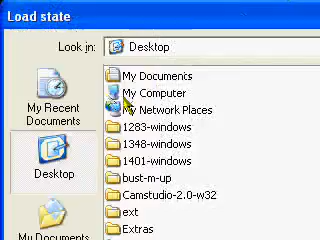 Load state
Look in:
Desktop
My Documents
My Computer
My Network Places
1283-windows
1348-windows
1401-windows
bust-m-up
Camstudio-2.0-w32
ext
Extras
My Recent
Documents
Desktop
My Documents